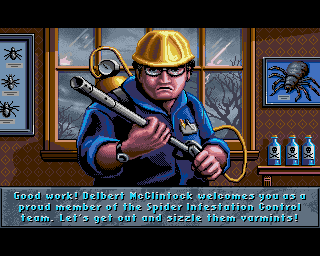 Good work! Delbert McClintock welcomes you as a
proud member of the Spider Infestation Control
team. Let's get out and sizzle them varmints!